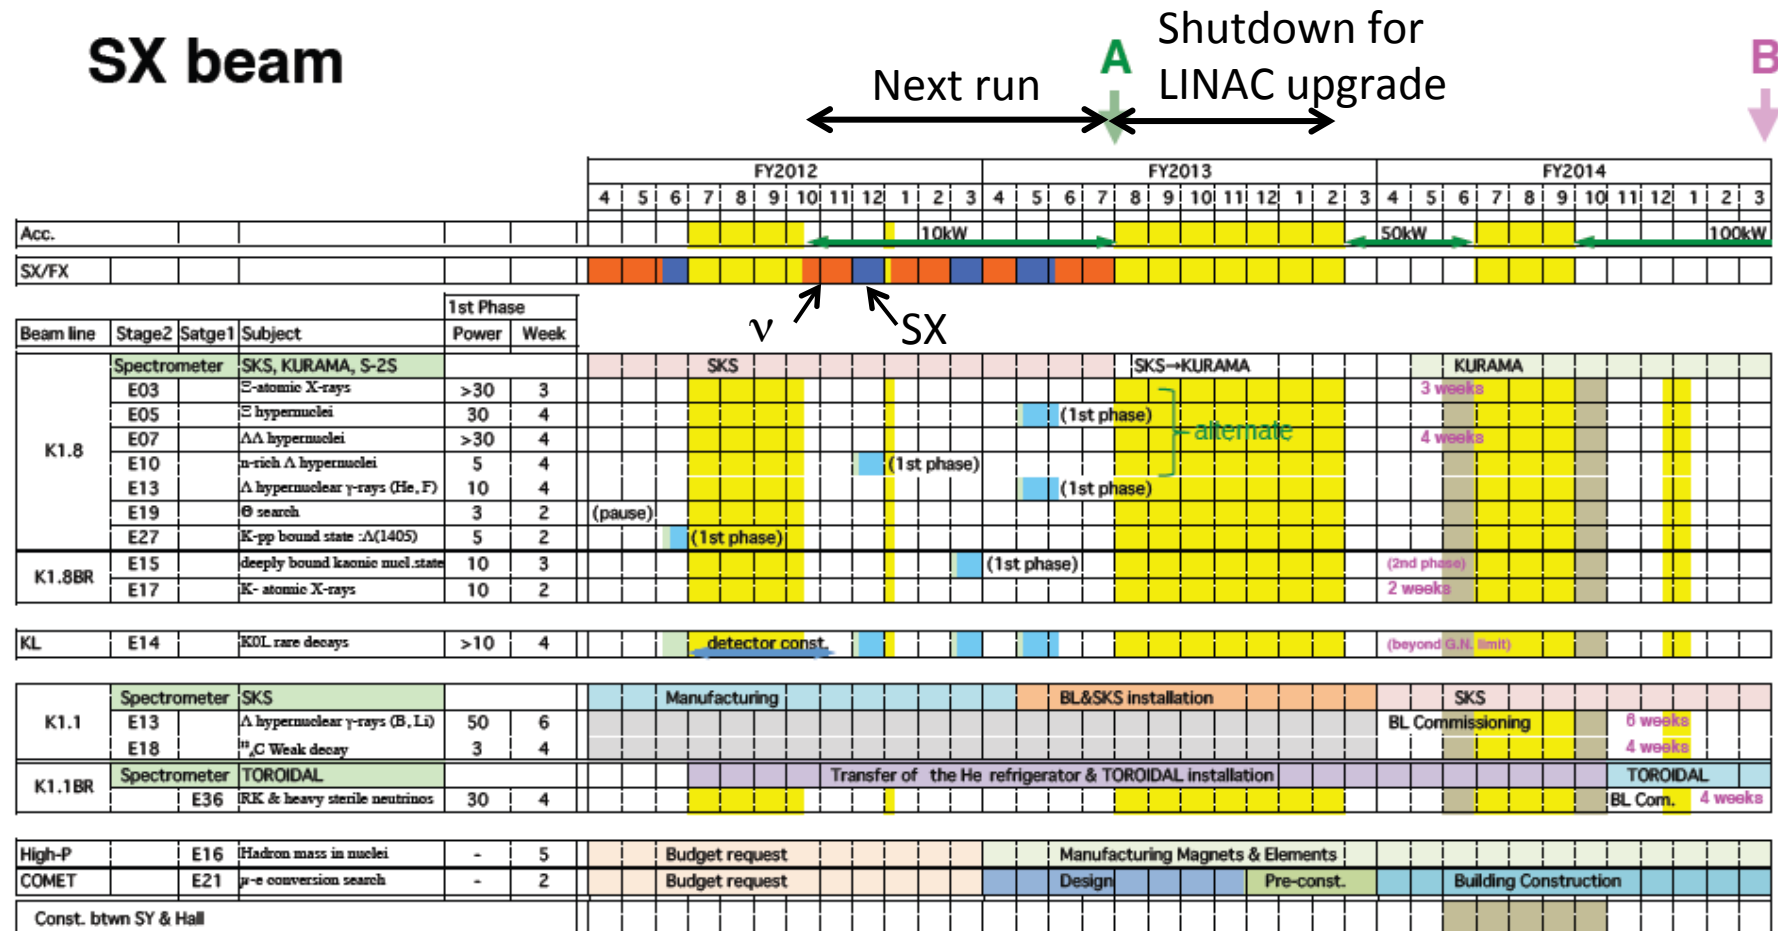 SX beam
Next run
A
Shutdown for
LINAC upgrade
B
FY2012 FY2013 FY2014
4 5 6 7 8 9 10 11 12 1 2 3 4 5 6 7 8 9 10 11 12 1 2 3 4 5 6 7 8 9 10 11 12 1 2 3
Acc. 10kW 50kW 100kW
SX/FX
1st Phase
ν SX
Beam line Stage2 Satge1 Subject Power Week
Spectrometer SKS, KURAMA, S-2S SKS SKS→KURAMA KURAMA
E03 Ξ-atomic X-rays >30 3 3 weeks
E05 Ξ hypernuclei 30 4 (1st phase)
alternate
E07 ΛΛ hypernuclei >30 4 4 weeks
K1.8
E10 n-rich Λ hypernuclei 5 4 (1st phase)
E13 Λ hypernuclear γ-rays (He, F) 10 4 (1st phase)
E19 Θ search 3 2 (pause)
E27 K-pp bound state :Λ(1405) 5 2 (1st phase)
K1.8BR
E15 deeply bound kaonic nucl.state 10 3 (1st phase) (2nd phase)
E17 K- atomic X-rays 10 2 2 weeks
KL E14 K0L rare decays >10 4 detector const. (beyond G.N. limit)
Spectrometer SKS Manufacturing BL&SKS installation SKS
K1.1 E13 Λ hypernuclear γ-rays (B, Li) 50 6 BL Commissioning 6 weeks
E18 C Weak decay 3 4 4 weeks
K1.1BR Spectrometer TOROIDAL Transfer of the He refrigerator & TOROIDAL installation TOROIDAL
E36 RK & heavy sterile neutrinos 30 4 BL Com. 4 weeks
High-P E16 Hadron mass in nuclei - 5 Budget request Manufacturing Magnets & Elements
COMET E21 μ-e conversion search - 2 Budget request Design Pre-const. Building Construction
Const. btwn SY & Hall